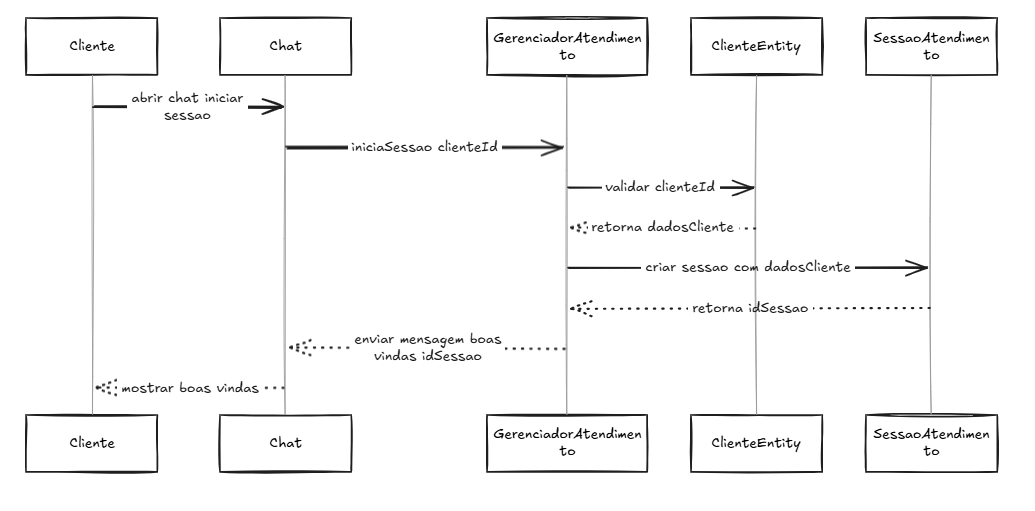 Cliente
Chat
GerenciadorAtendimen
to
ClienteEntity
SessaoAtendimen
to
abrir chat iniciar
sessao
iniciaSessao clienteId
validar clienteId
retorna dadosCliente
criar sessao com dadosCliente
retorna idSessao
enviar mensagem boas
vindas idSessao
mostrar boas vindas
Cliente
Chat
GerenciadorAtendimen
to
ClienteEntity
SessaoAtendimen
to